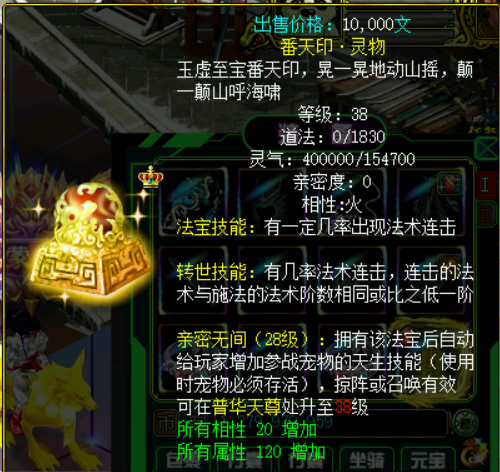 出售价格：10,000文
番天印·灵物
玉虚至宝番天印，晃一晃地动山摇，颠
一颠山呼海啸
等级：38
道法：0/1830
灵气：400000/154700
亲密度：0
相性:火
法宝技能：有一定几率出现法术连击
转世技能：有几率法术连击，连击的法
术与施法的法术阶数相同或比之低一阶
亲密无间（28级）：拥有该法宝后自动
给玩家增加参战宠物的天生技能（使用
时宠物必须存活），掠阵或召唤有效
可在普华天尊处升至38级
所有相性 20 增加
所有属性 120 增加
坐骑
元宝